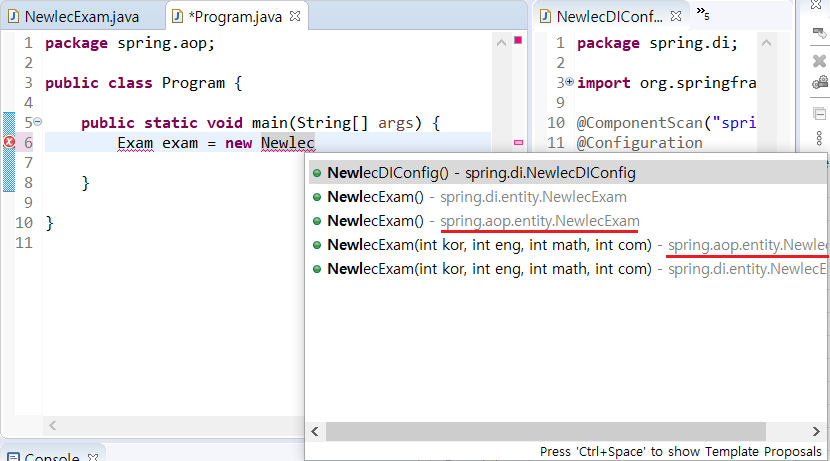 NewlecExam.java
*Program.java
NewlecDIConf...
»5
1 package spring.aop;
2
3 public class Program {
4
5 public static void main(String[] args) {
6 Exam exam = new Newlec
7
8 }
9
10 }
11
1 package spring.di;
2
3 import org.springfra
9
10 @ComponentScan("spri
11 @Configuration
NewlecDIConfig() - spring.di.NewlecDIConfig
NewlecExam() - spring.di.entity.NewlecExam
NewlecExam() - spring.aop.entity.NewlecExam
NewlecExam(int kor, int eng, int math, int com) - spring.aop.entity.Newlec
NewlecExam(int kor, int eng, int math, int com) - spring.di.entity.NewlecE
Press 'Ctrl+Space' to show Template Proposals
Console